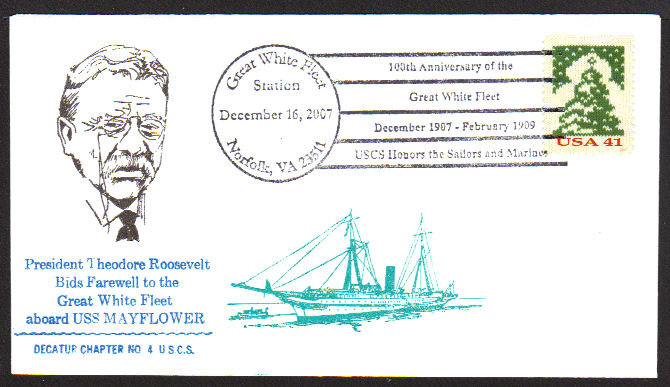 Great White Fleet
Station
December 16, 2007
Norfolk, VA 23511
100th Anniversary of the
Great White Fleet
December 1907 - February 1909
USCS Honors the Sailors and Marines
USA 41
President Theodore Roosevelt
Bids Farewell to the
Great White Fleet
aboard USS MAYFLOWER
DECATUR CHAPTER NO. 4 U S C.S.